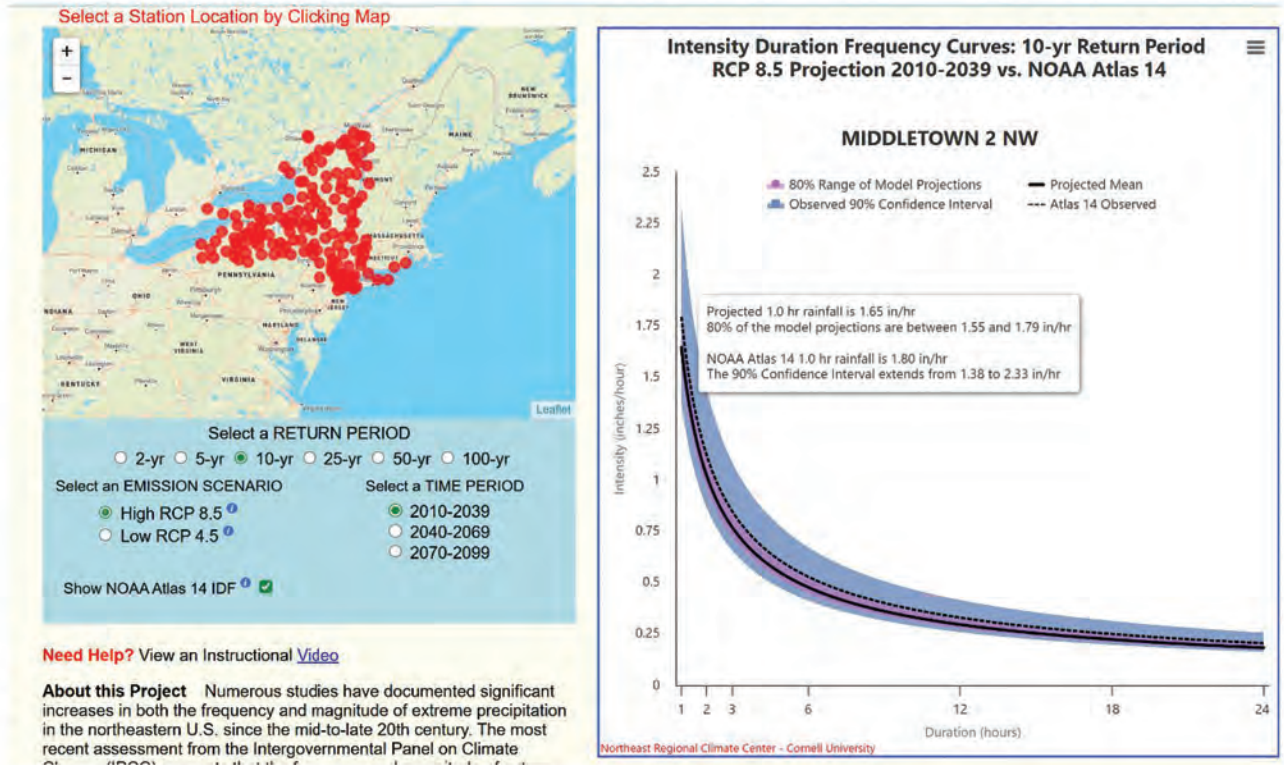 Select a Station Location by Clicking Map
+
−
MICHIGAN
MAINE
NEW
BRUNSWICK
PENNSYLVANIA
OHIO
MASSACHUSETTS
NEW
JERSEY
MARYLAND
DELAWARE
WEST
VIRGINIA
KENTUCKY
VIRGINIA
Leaflet
Select a RETURN PERIOD
2-yr 5-yr 10-yr 25-yr 50-yr 100-yr
Select an EMISSION SCENARIO
High RCP 8.5
Low RCP 4.5
Select a TIME PERIOD
2010-2039
2040-2069
2070-2099
Show NOAA Atlas 14 IDF
Need Help? View an Instructional Video
About this Project Numerous studies have documented significant
increases in both the frequency and magnitude of extreme precipitation
in the northeastern U.S. since the mid-to-late 20th century. The most
recent assessment from the Intergovernmental Panel on Climate
Intensity Duration Frequency Curves: 10-yr Return Period
RCP 8.5 Projection 2010-2039 vs. NOAA Atlas 14
MIDDLETOWN 2 NW
80% Range of Model Projections
Projected Mean
Observed 90% Confidence Interval
Atlas 14 Observed
2.5
2.25
2
1.75
1.5
1.25
1
0.75
0.5
0.25
0
Intensity (inches/hour)
Projected 1.0 hr rainfall is 1.65 in/hr
80% of the model projections are between 1.55 and 1.79 in/hr
NOAA Atlas 14 1.0 hr rainfall is 1.80 in/hr
The 90% Confidence Interval extends from 1.38 to 2.33 in/hr
1 2 3 6 12 18 24
Duration (hours)
Northeast Regional Climate Center - Cornell University